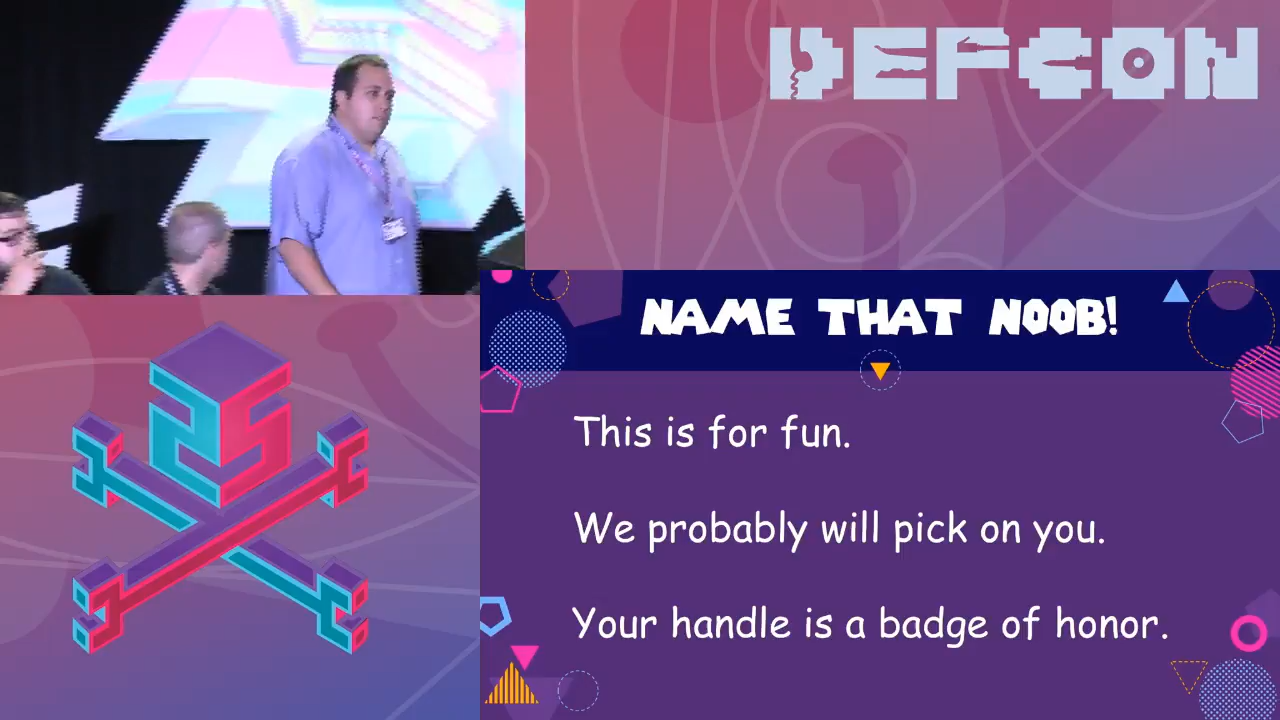 DEFCON
NAME THAT NOOB!
This is for fun.
We probably will pick on you.
Your handle is a badge of honor.
25